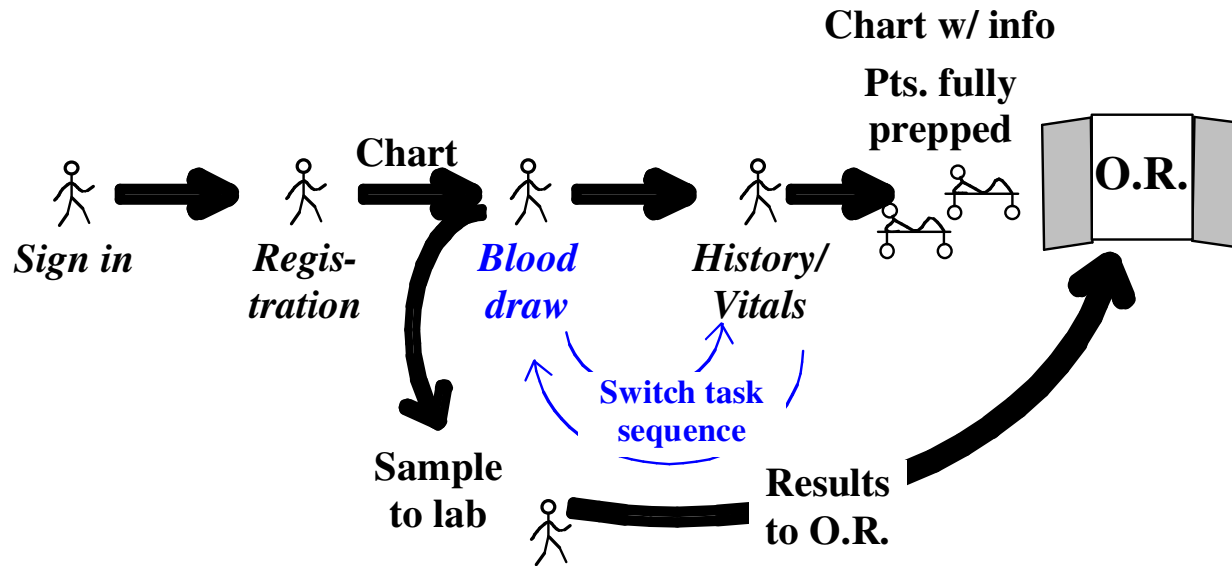 Chart w/ info
Pts. fully
prepped
O.R.
Chart
Sign in
Regis-
tration
Blood
draw
History/
Vitals
Switch task
sequence
Sample
to lab
Results
to O.R.